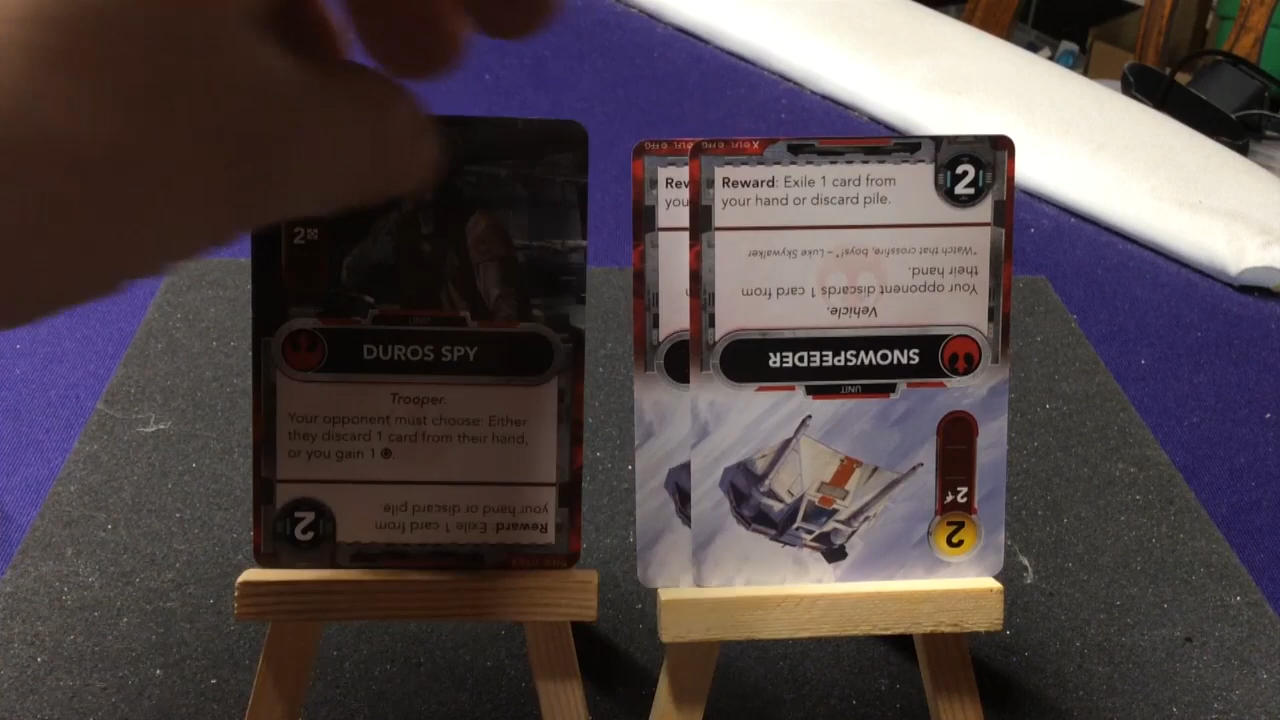 2
DUROS SPY
Trooper.
Your opponent must choose: Either
they discard 1 card from their hand,
or you gain 1
Reward: Exile 1 card from
your hand or discard pile
2
Rev
you
Reward: Exile 1 card from
your hand or discard pile.
2
"Watch that crossfire, boys!" – Luke Skywalker
Your opponent discards 1 card from
their hand.
Vehicle.
SNOWSPEEDER
UNIT
2
2